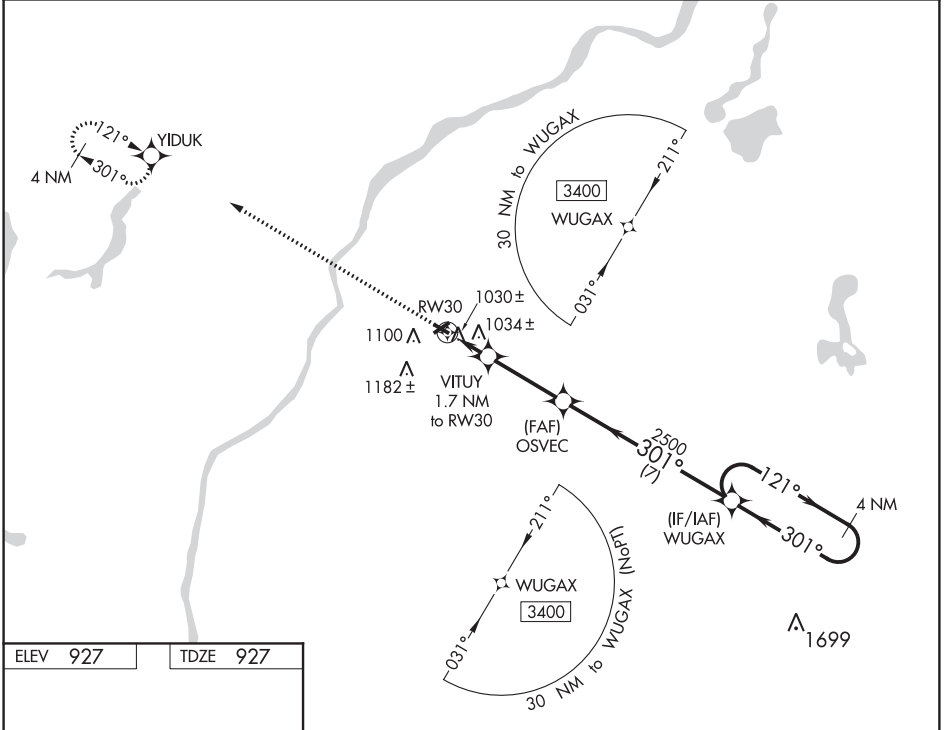 121°
YIDUK
301°
4 NM
30 NM to WUGAX
211°
3400
WUGAX
031°
RW30
1030 ±
1034 ±
1100
1182 ±
VITUY
1.7 NM
to RW30
(FAF)
OSVEC
2500
301°
(7)
121°
4 NM
(IF/IAF)
WUGAX
301°
211°
WUGAX
3400
031°
30 NM to WUGAX (NoPT)
1699
ELEV 927
TDZE 927